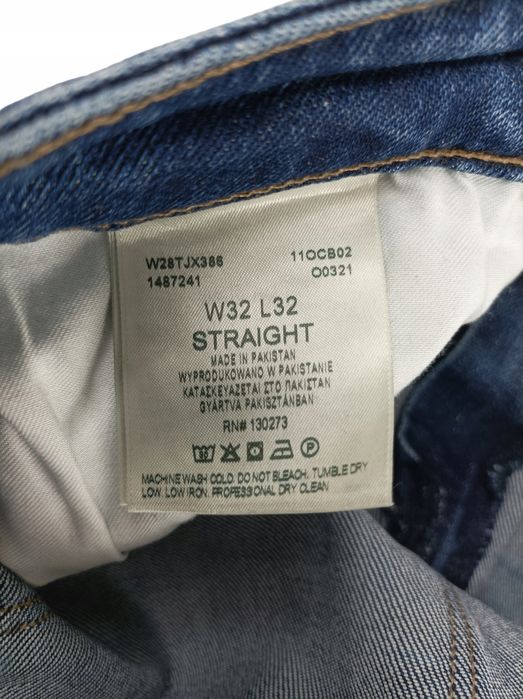 W28TJX386 11OCB02
1487241 O0321
W32 L32
STRAIGHT
MADE IN PAKISTAN
WYPRODUKOWANO W PAKISTANIE
ΚΑΤΑΣΚΕΥΑΖΕΤΑΙ ΣΤΟ ΠΑΚΙΣΤΑΝ
GYÁRTVA PAKISZTÁNBAN
RN# 130273
MACHINE WASH COLD. DO NOT BLEACH, TUMBLE DRY
LOW. LOW IRON. PROFESSIONAL DRY CLEAN